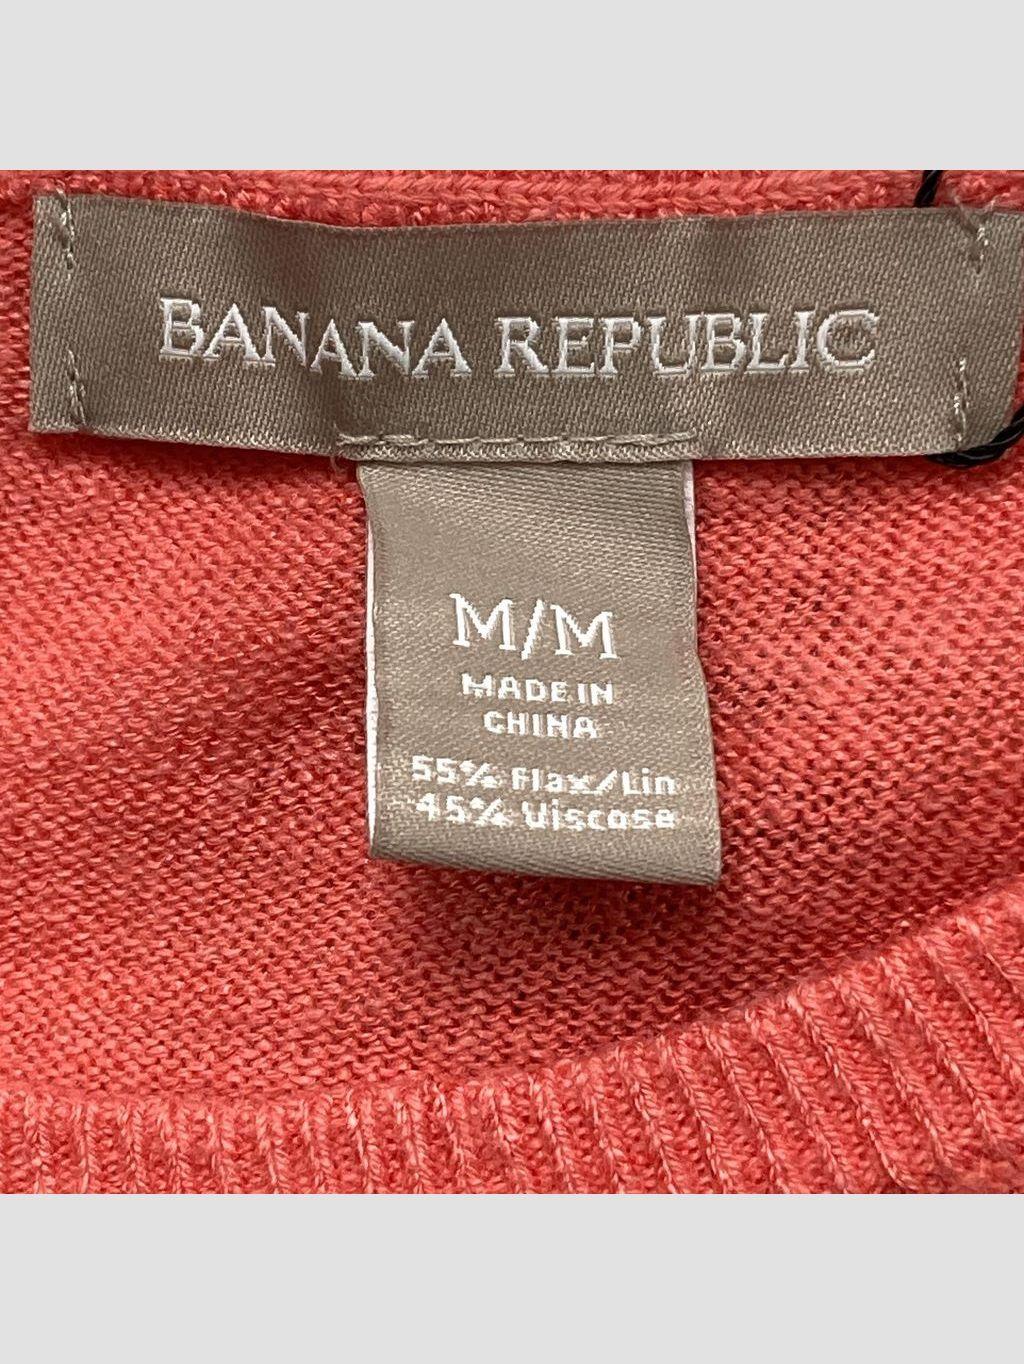 BANANA REPUBLIC
M/M
MADE IN
CHINA
55% Flax/Lin
45% Viscose